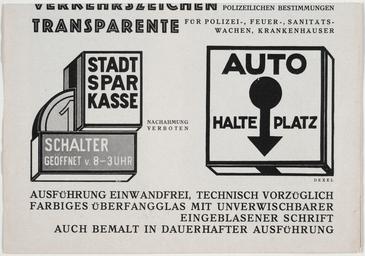 VERKEHRSZEICHEN POLIZEILICHEN BESTIMMUNGEN
TRANSPARENTE FÜR POLIZEI-, FEUER-, SANITÄTS-
WACHEN, KRANKENHÄUSER
STADT
SPAR
KASSE
1
SCHALTER
GEÖFFNET v. 8–3 UHR
NACHAHMUNG
VERBOTEN
AUTO
HALTE PLATZ
DEXEL
AUSFÜHRUNG EINWANDFREI, TECHNISCH VORZÜGLICH
FARBIGES ÜBERFANGGLAS MIT UNVERWISCHBARER
EINGEBLASENER SCHRIFT
AUCH BEMALT IN DAUERHAFTER AUSFÜHRUNG